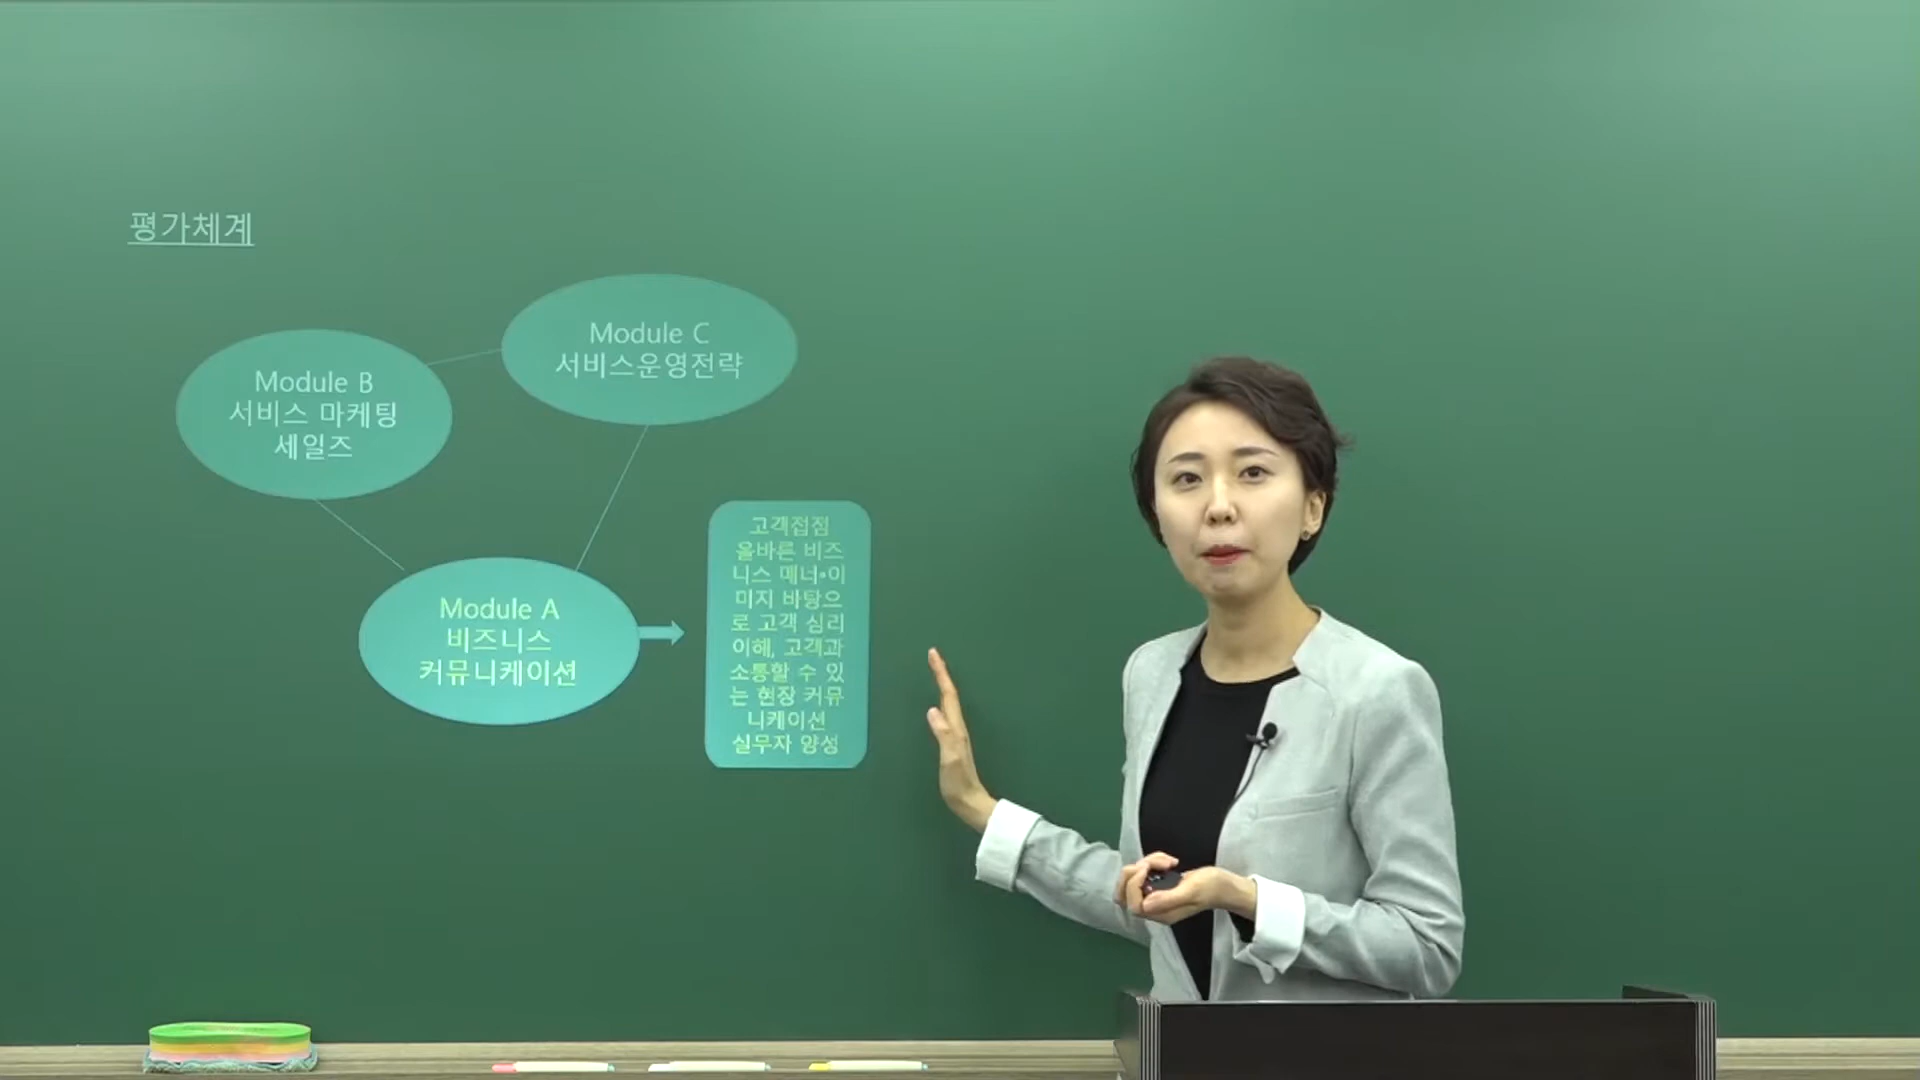 평가체계
Module C
서비스운영전략
Module B
서비스 마케팅
세일즈
Module A
비즈니스
커뮤니케이션
고객접점
올바른 비즈
니스 매너•이
미지 바탕으
로 고객 심리
이해, 고객과
소통할 수 있
는 현장 커뮤
니케이션
실무자 양성